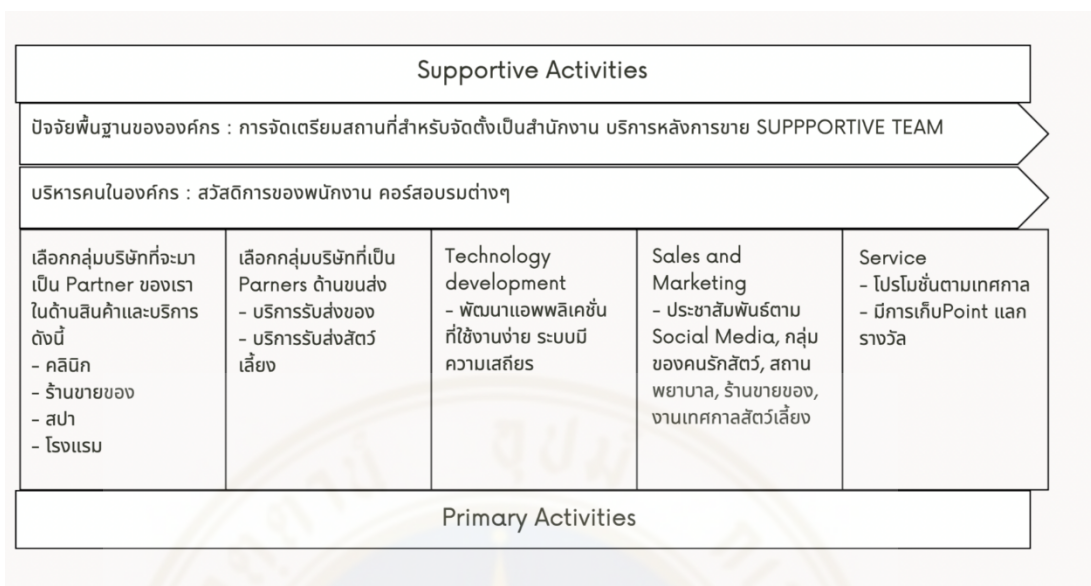 Supportive Activities
ปัจจัยพื้นฐานขององค์กร : การจัดเตรียมสถานที่สำหรับจัดตั้งเป็นสำนักงาน บริการหลังการขาย SUPPPORTIVE TEAM
บริหารคนในองค์กร : สวัสดิการของพนักงาน คอร์สอบรมต่างๆ
เลือกกลุ่มบริษัทที่จะมา
เป็น Partner ของเรา
ในด้านสินค้าและบริการ
ดังนี้
- คลินิก
- ร้านขายของ
- สปา
- โรงแรม
เลือกกลุ่มบริษัทที่เป็น
Parners ด้านขนส่ง
- บริการรับส่งของ
- บริการรับส่งสัตว์
เลี้ยง
Technology
development
- พัฒนาแอพพลิเคชั่น
ที่ใช้งานง่าย ระบบมี
ความเสถียร
Sales and
Marketing
- ประชาสัมพันธ์ตาม
Social Media, กลุ่ม
ของคนรักสัตว์, สถาน
พยาบาล, ร้านขายของ,
งานเทศกาลสัตว์เลี้ยง
Service
- โปรโมชั่นตามเทศกาล
- มีการเก็บPoint แลก
รางวัล
Primary Activities